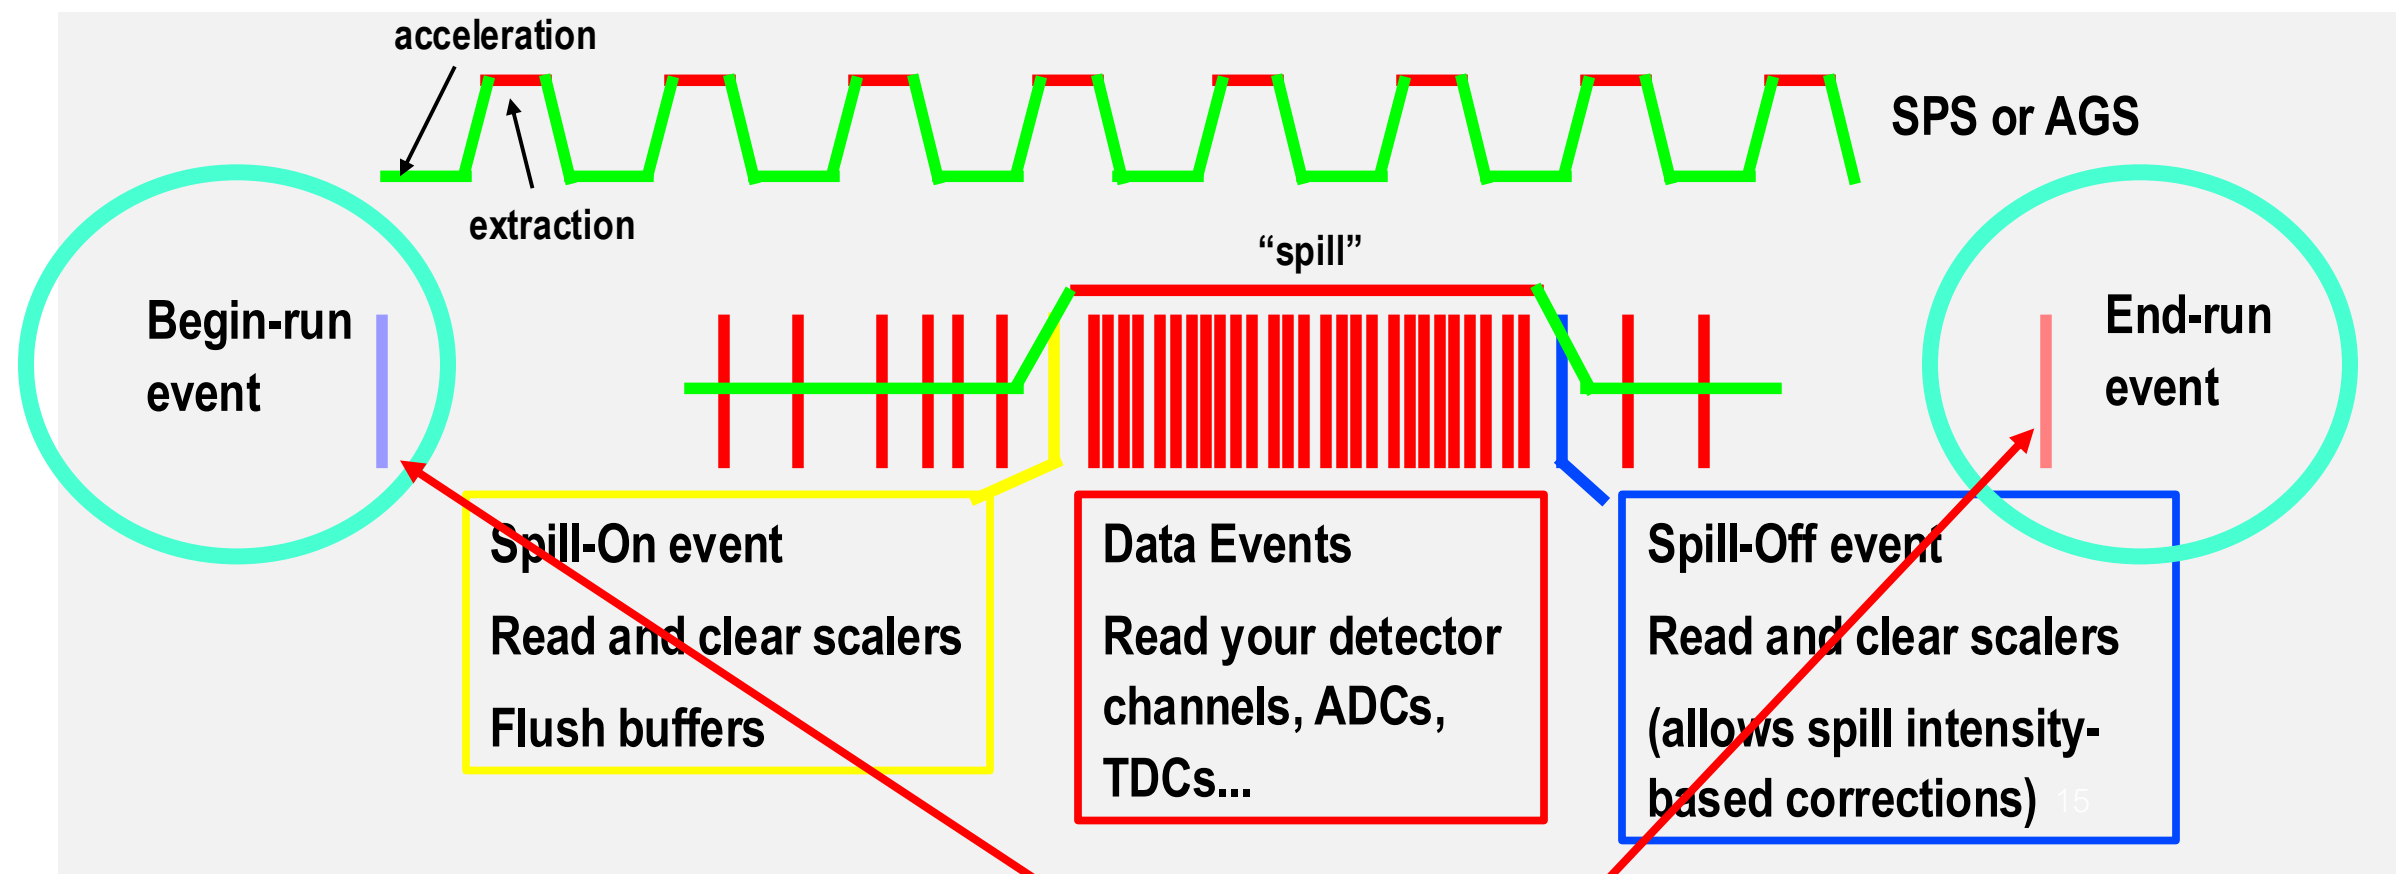 acceleration
SPS or AGS
extraction
“spill”
Begin-run
event
End-run
event
Spill-On event
Read and clear scalers
Flush buffers
Data Events
Read your detector
channels, ADCs,
TDCs...
Spill-Off event
Read and clear scalers
(allows spill intensity-
based corrections)
15